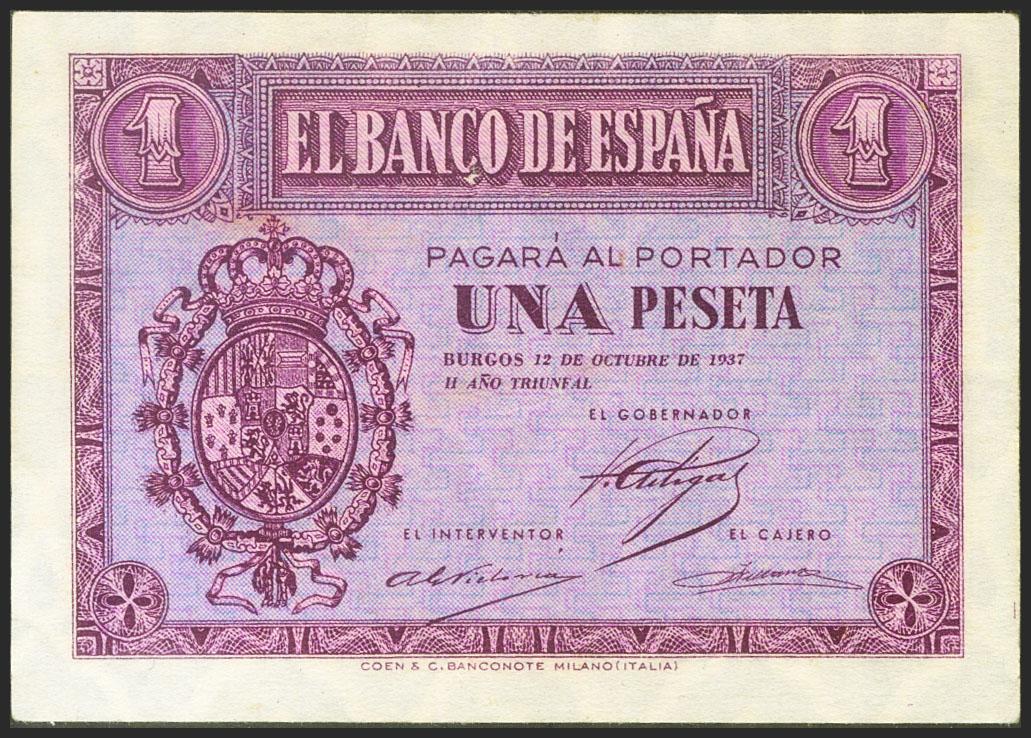 1 EL BANCO DE ESPAÑA 1
PAGARÁ AL PORTADOR
UNA PESETA
BURGOS 12 DE OCTUBRE DE 1937
II AÑO TRIUNFAL
EL GOBERNADOR
EL INTERVENTOR EL CAJERO
COEN & C. BANCONOTE MILANO (ITALIA)